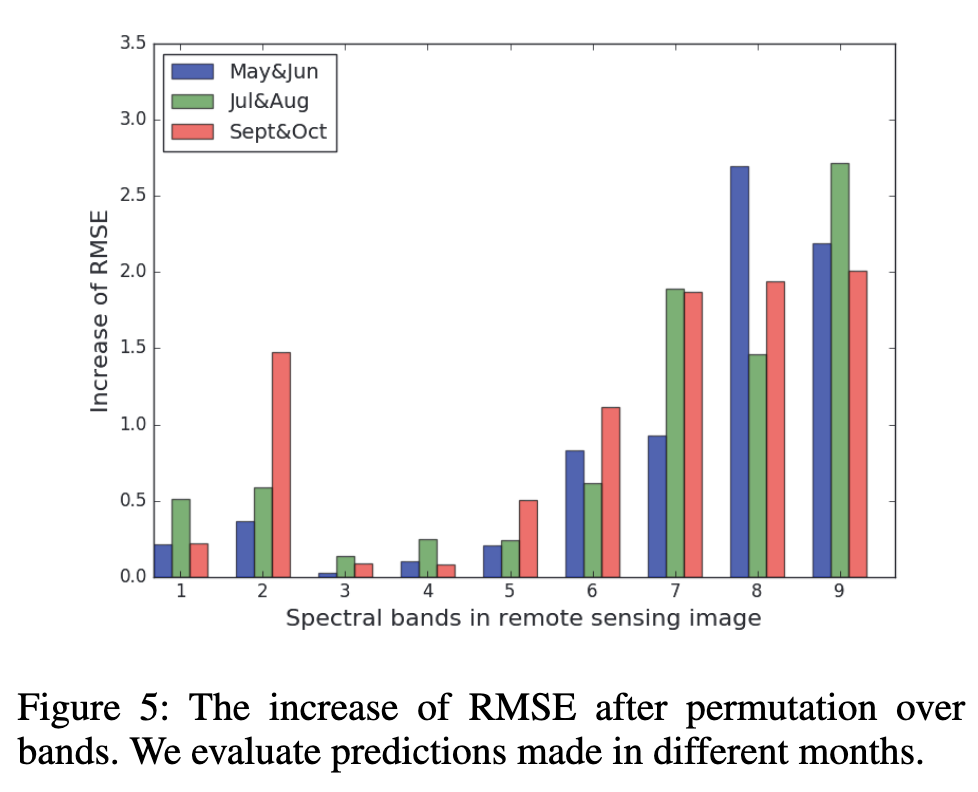 3.5
3.0
2.5
2.0
1.5
1.0
0.5
0.0
Increase of RMSE
May&Jun
Jul&Aug
Sept&Oct
1 2 3 4 5 6 7 8 9
Spectral bands in remote sensing image
Figure 5: The increase of RMSE after permutation over
bands. We evaluate predictions made in different months.